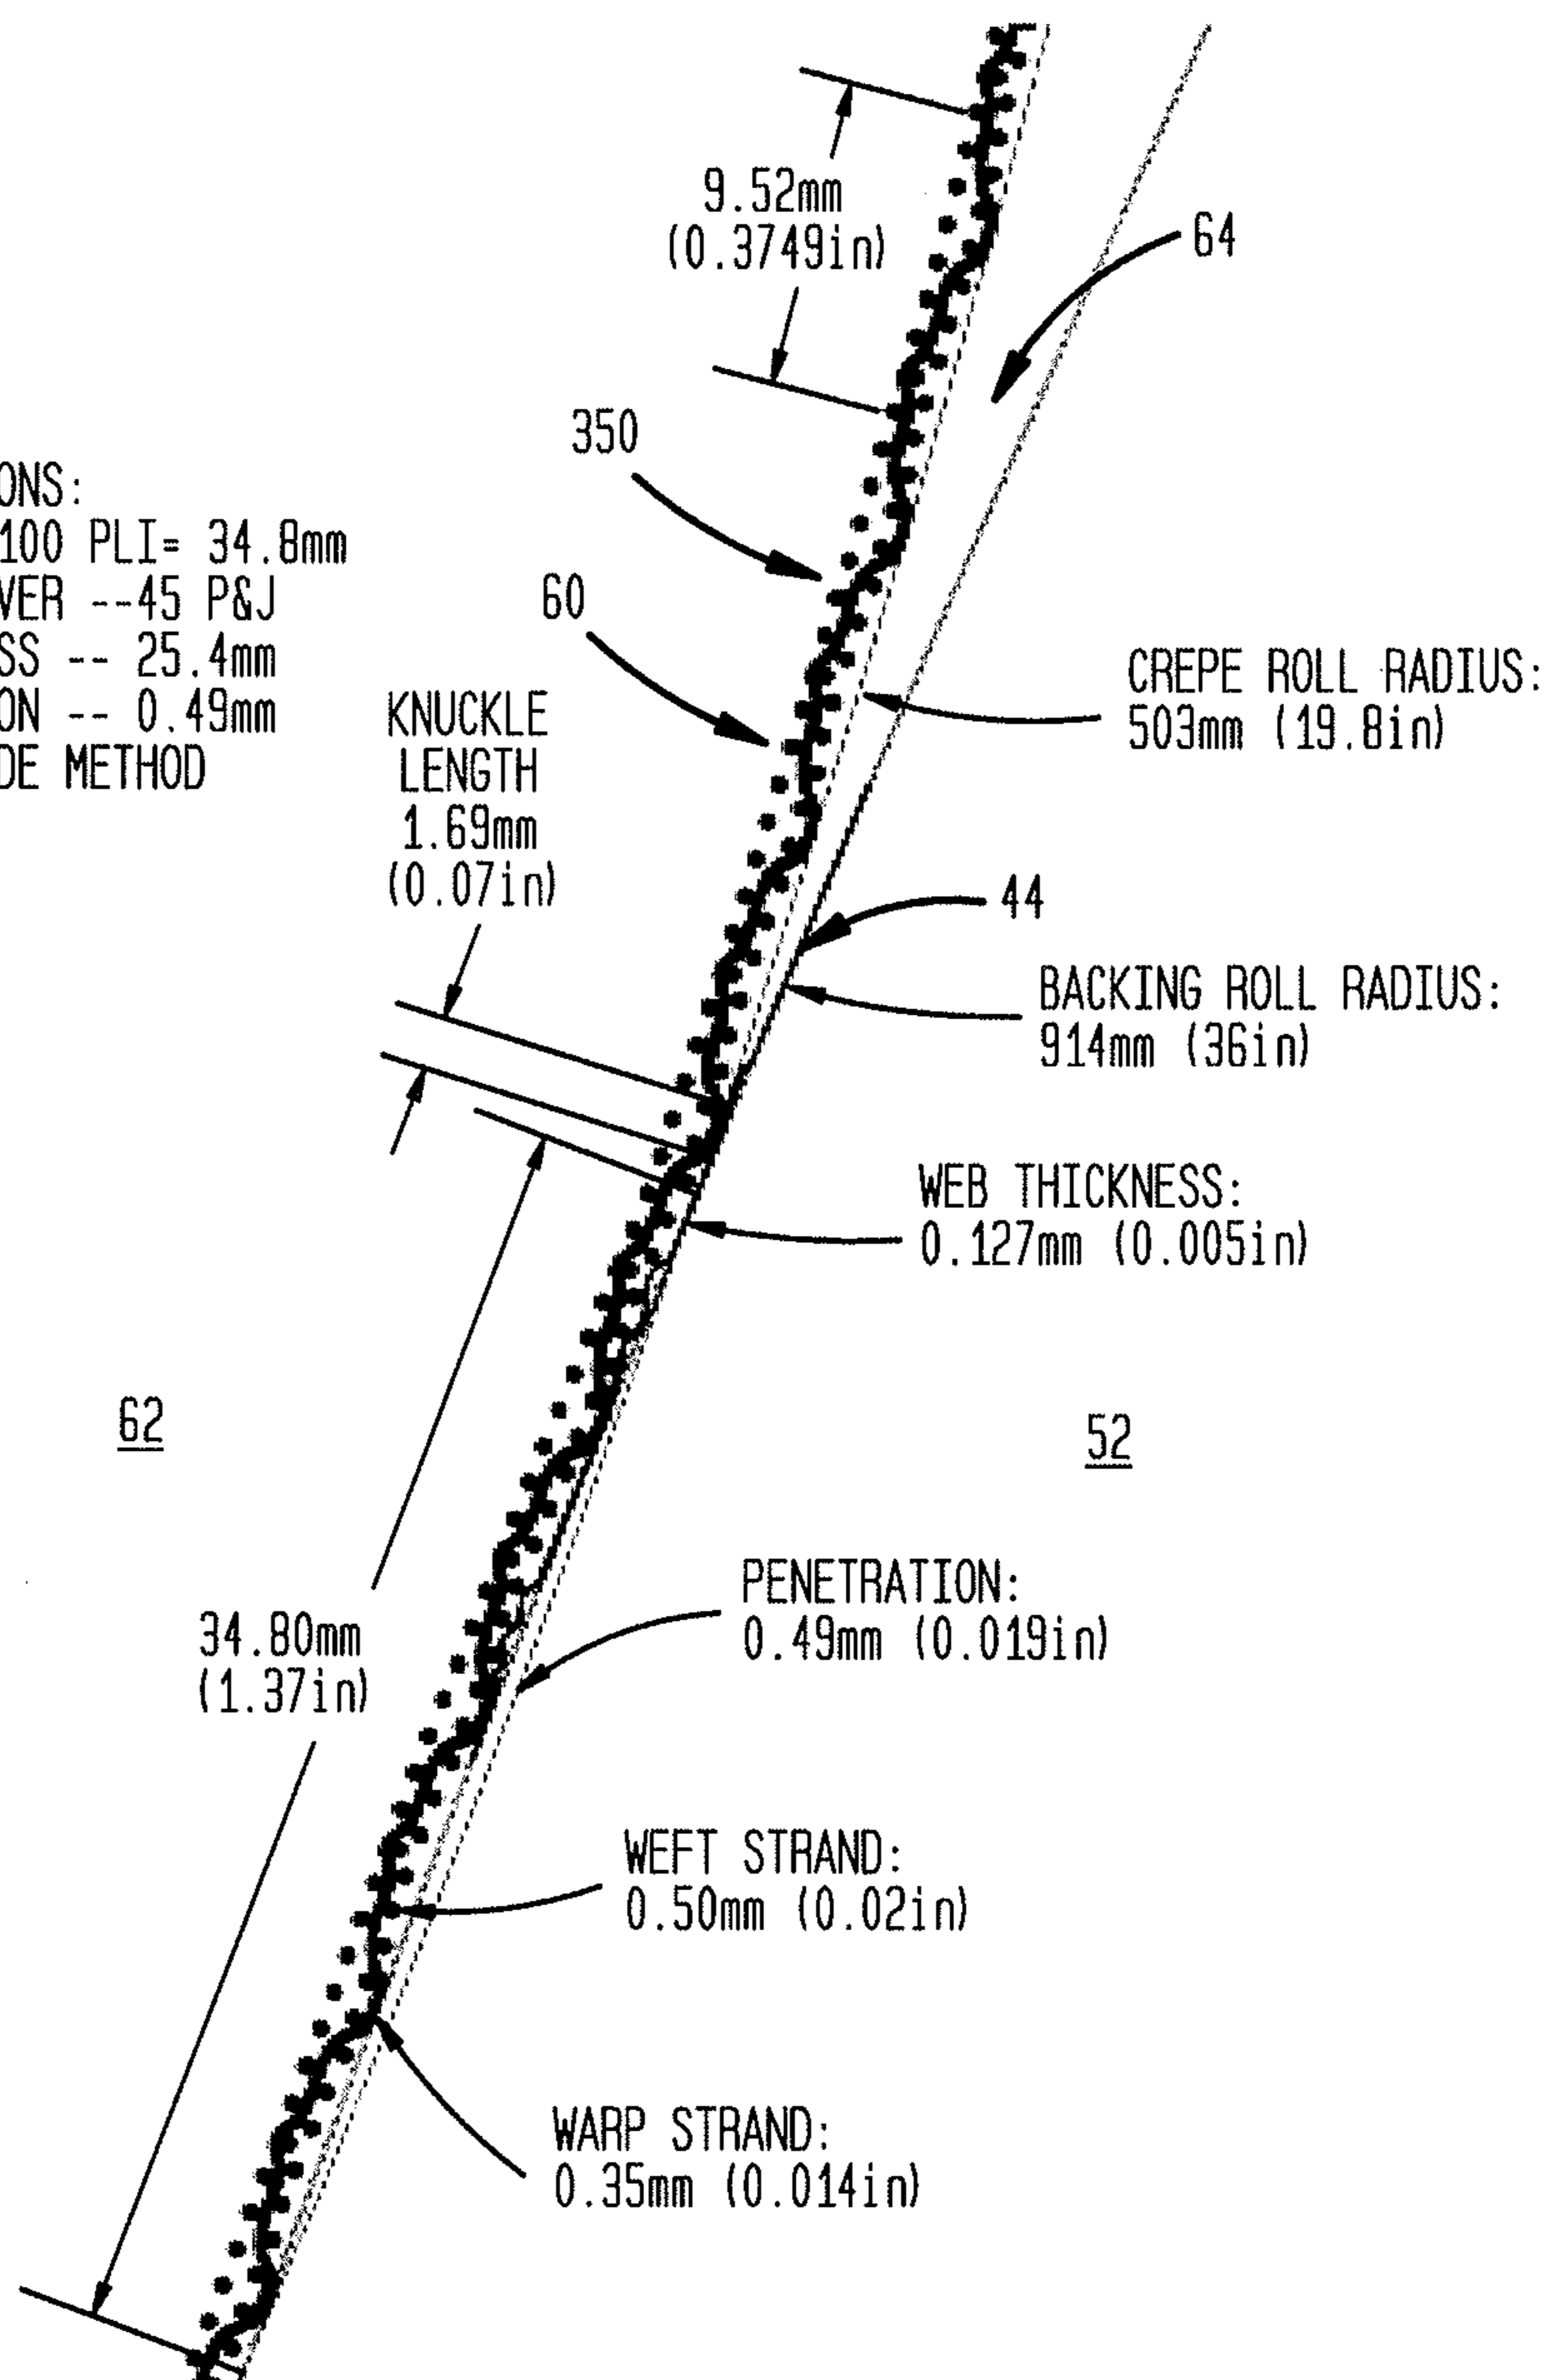 9.52mm
(0.3749in)
64
350
ONS:
100 PLI= 34.8mm
VER --45 P&J
SS -- 25.4mm
ON -- 0.49mm
DE METHOD
60
CREPE ROLL RADIUS:
503mm (19.8in)
KNUCKLE
LENGTH
1.69mm
(0.07in)
44
BACKING ROLL RADIUS:
914mm (36in)
WEB THICKNESS:
0.127mm (0.005in)
62
52
PENETRATION:
0.49mm (0.019in)
34.80mm
(1.37in)
WEFT STRAND:
0.50mm (0.02in)
WARP STRAND:
0.35mm (0.014in)